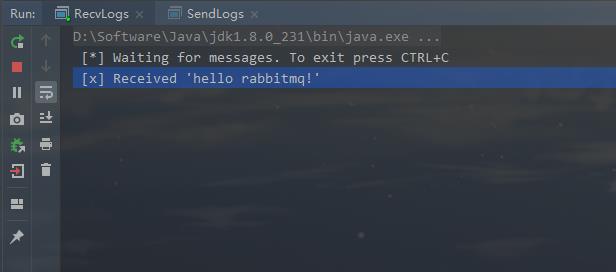 Run: RecvLogs × SendLogs ×
D:\Software\Java\jdk1.8.0_231\bin\java.exe ...
[*] Waiting for messages. To exit press CTRL+C
[x] Received 'hello rabbitmq!'